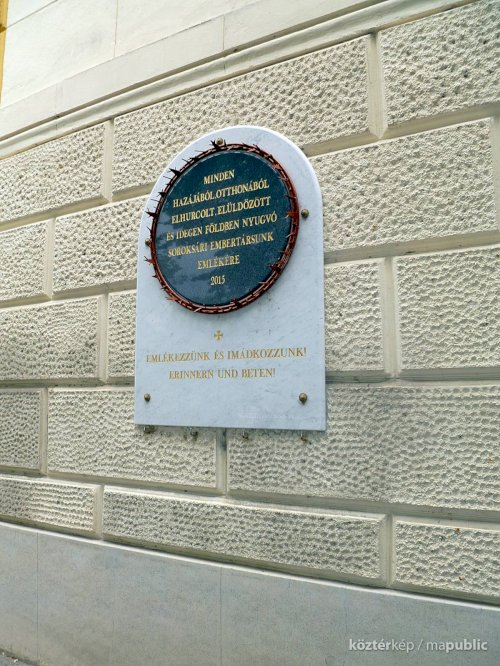 MINDEN
HAZÁJÁBÓL, OTTHONÁBÓL
ELHURCOLT, ELÜLDÖZÖTT
ÉS IDEGEN FÖLDBEN NYUGVÓ
SOROKSÁRI EMBERTÁRSUNK
EMLÉKÉRE
2015
EMLÉKEZZÜNK ÉS IMÁDKOZZUNK!
ERINNERN UND BETEN!
köztérkép / mapublic